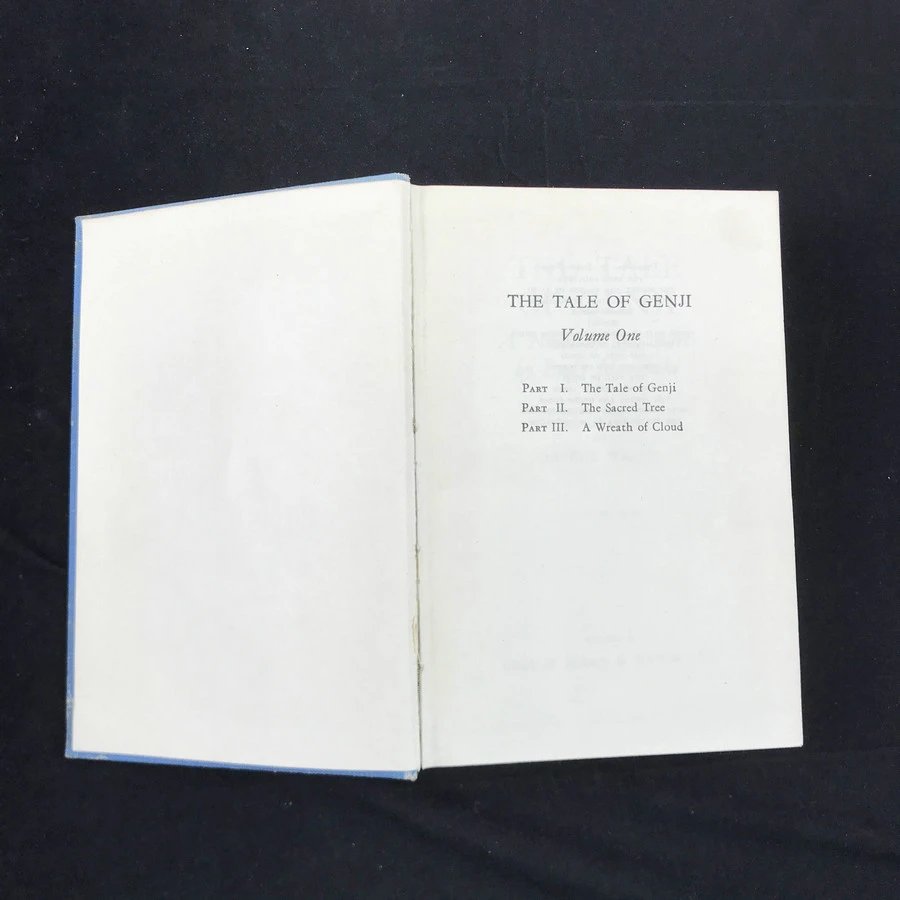 THE TALE OF GENJI
Volume One
PART I. The Tale of Genji
PART II. The Sacred Tree
PART III. A Wreath of Cloud